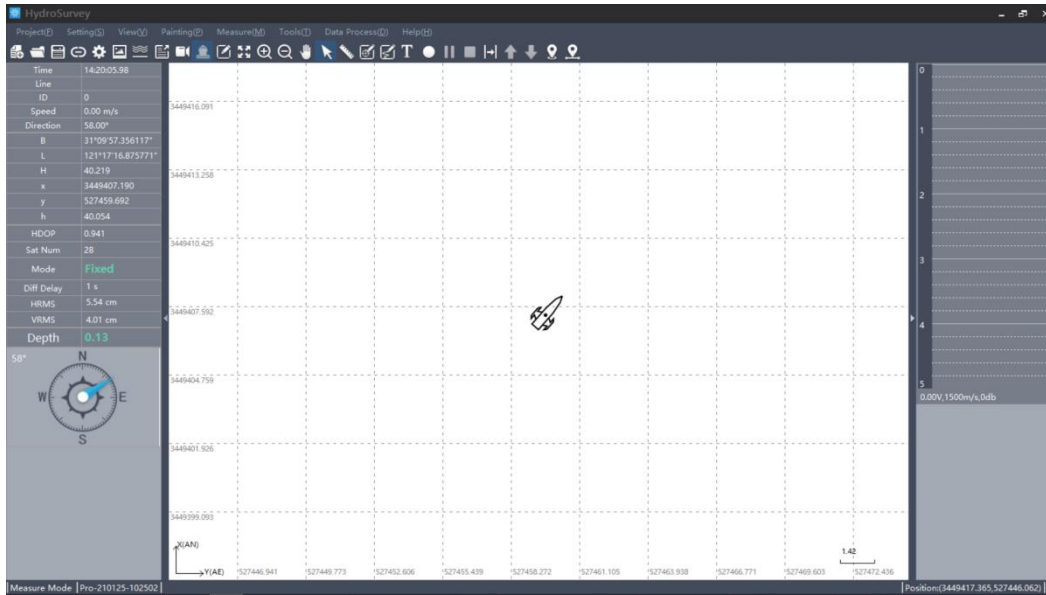 HydroSurvey
Project(F) Setting(S) View(V) Painting(P) Measure(M) Tools(T) Data Process(D) Help(H)
Time 14:20:05.98
Line
ID 0
Speed 0.00 m/s
Direction 58.00°
B 31°09'57.356117"
L 121°17'16.875771"
H 40.219
x 3449407.190
y 527459.692
h 40.054
HDOP 0.941
Sat Num 28
Mode Fixed
Diff Delay 1 s
HRMS 5.54 cm
VRMS 4.01 cm
Depth 0.13
58°
N
W E
S
3449416.091
3449413.258
3449410.425
3449407.592
3449404.759
3449401.926
3449399.093
X(AN)
Y(AE) 527446.941 527449.773 527452.606 527455.439 527458.272 527461.105 527463.938 527466.771 527469.603 527472.436
1.42
0
1
2
3
4
5
0.00V,1500m/s,0db
Measure Mode Pro-210125-102502 Position:(3449417.365,527446.062)